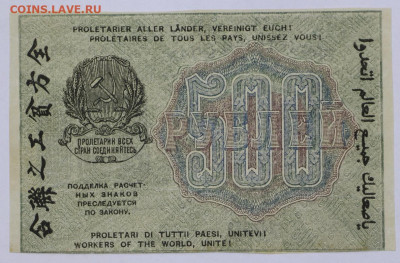 COINS.ЛАВЕ.RU
PROLETARIER ALLER LÄNDER, VEREINIGT EUCH!
PROLÉTAIRES DE TOUS LES PAYS, UNISSEZ VOUS!
ПРОЛЕТАРИИ ВСЕХ
СТРАН СОЕДИНЯЙТЕСЬ
500
РУБЛЕЙ
ПОДДЕЛКА РАСЧЕТ-
НЫХ ЗНАКОВ
ПРЕСЛЕДУЕТСЯ
ПО ЗАКОНУ.
PROLETARI DI TUTTI PAESI, UNITEVI!
WORKERS OF THE WORLD, UNITE!